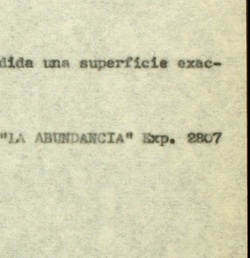 dida una superficie exac-
"LA ABUNDANCIA" Exp. 2807